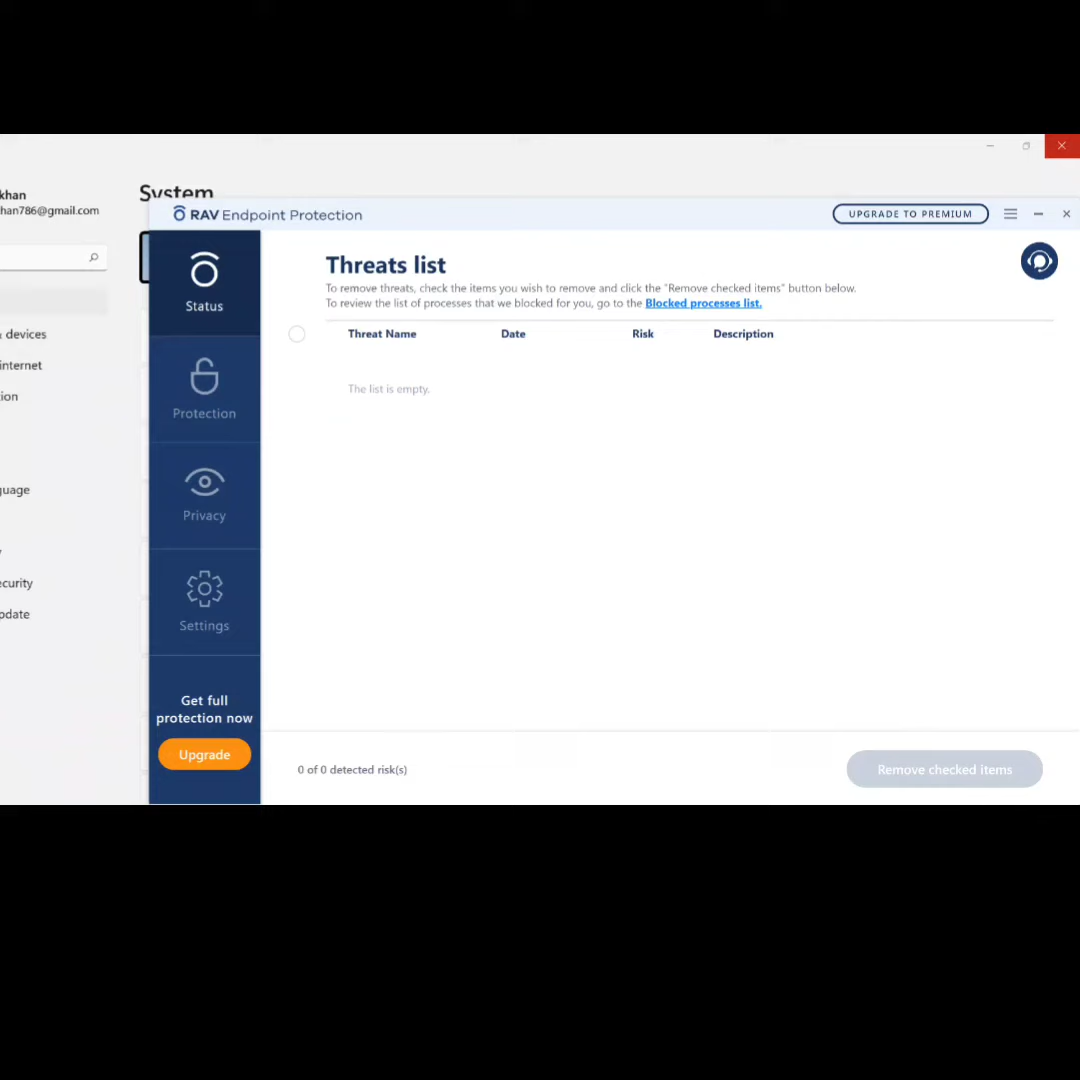 khan
han786@gmail.com
System
RAV Endpoint Protection
UPGRADE TO PREMIUM
Status
Protection
Privacy
Settings
Get full
protection now
Upgrade
Threats list
To remove threats, check the items you wish to remove and click the "Remove checked items" button below.
To review the list of processes that we blocked for you, go to the Blocked processes list.
Threat Name Date Risk Description
The list is empty.
0 of 0 detected risk(s)
Remove checked items
devices
internet
ion
guage
y
ecurity
pdate